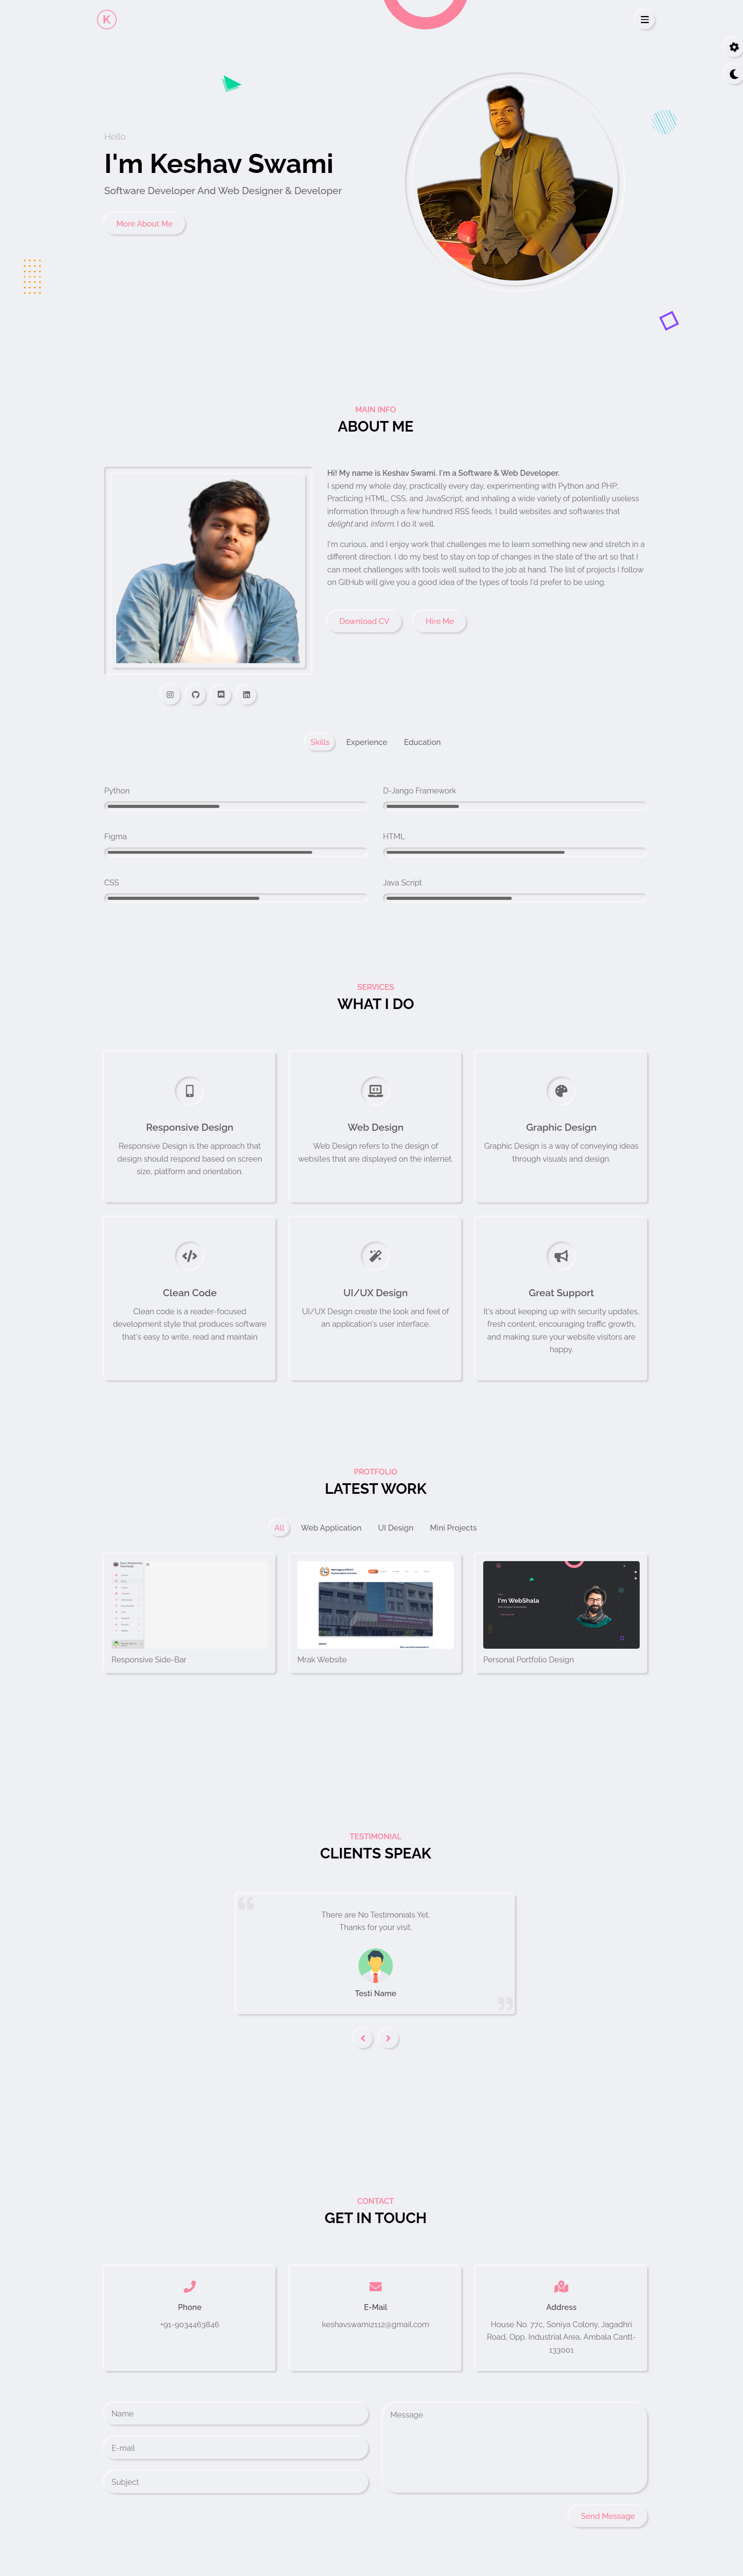 K
Hello
I'm Keshav Swami
Software Developer And Web Designer & Developer
More About Me
MAIN INFO
ABOUT ME
Hi! My name is Keshav Swami. I'm a Software & Web Developer.
I spend my whole day, practically every day, experimenting with Python and PHP;
Practicing HTML, CSS, and JavaScript; and inhaling a wide variety of potentially useless
information through a few hundred RSS feeds. I build websites and softwares that
delight and inform. I do it well.
I'm curious, and I enjoy work that challenges me to learn something new and stretch in a
different direction. I do my best to stay on top of changes in the state of the art so that I
can meet challenges with tools well suited to the job at hand. The list of projects I follow
on GitHub will give you a good idea of the types of tools I'd prefer to be using.
Download CV
Hire Me
Skills
Experience
Education
Python
D-Jango Framework
Figma
HTML
CSS
Java Script
SERVICES
WHAT I DO
Responsive Design
Responsive Design is the approach that
design should respond based on screen
size, platform and orientation.
Web Design
Web Design refers to the design of
websites that are displayed on the internet.
Graphic Design
Graphic Design is a way of conveying ideas
through visuals and design.
Clean Code
Clean code is a reader-focused
development style that produces software
that's easy to write, read and maintain
UI/UX Design
UI/UX Design create the look and feel of
an application's user interface.
Great Support
It's about keeping up with security updates,
fresh content, encouraging traffic growth,
and making sure your website visitors are
happy.
PROTFOLIO
LATEST WORK
All
Web Application
UI Design
Mini Projects
Responsive Side-Bar
Mrak Website
I'm WebShala
Personal Portfolio Design
TESTIMONIAL
CLIENTS SPEAK
There are No Testimonials Yet.
Thanks for your visit.
Testi Name
CONTACT
GET IN TOUCH
Phone
+91-9034463846
E-Mail
keshavswami2112@gmail.com
Address
House No. 77c, Soniya Colony, Jagadhri
Road, Opp. Industrial Area, Ambala Cantt-
133001
Name
E-mail
Subject
Message
Send Message